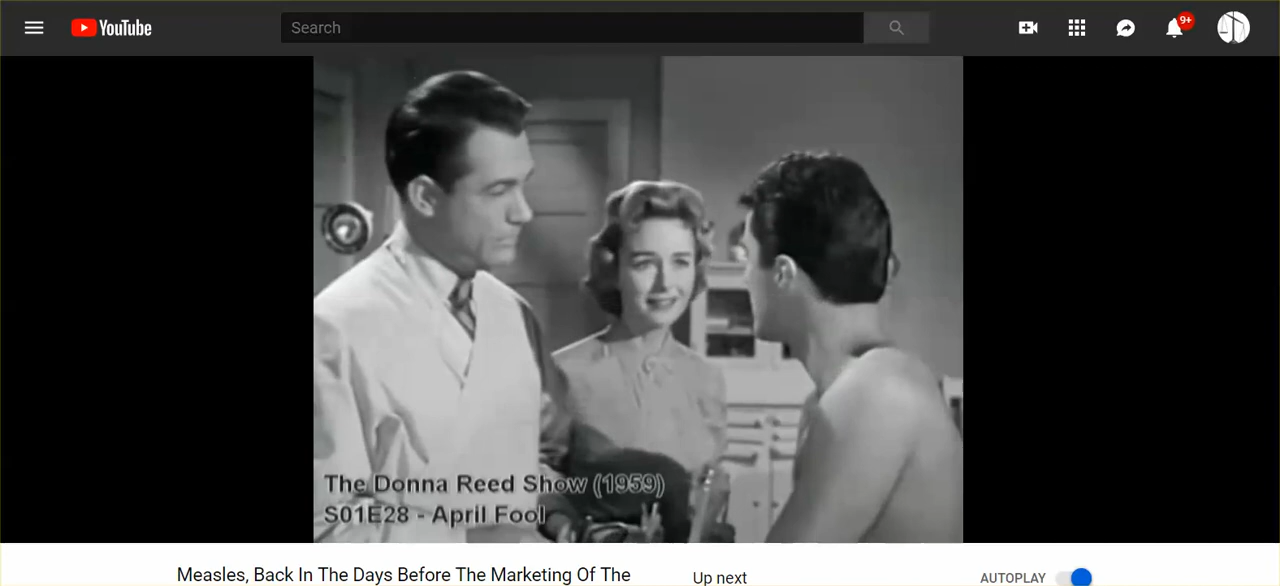 YouTube
Search
9+
The Donna Reed Show (1959)
S01E28 - April Fool
Measles, Back In The Days Before The Marketing Of The
Up next
AUTOPLAY